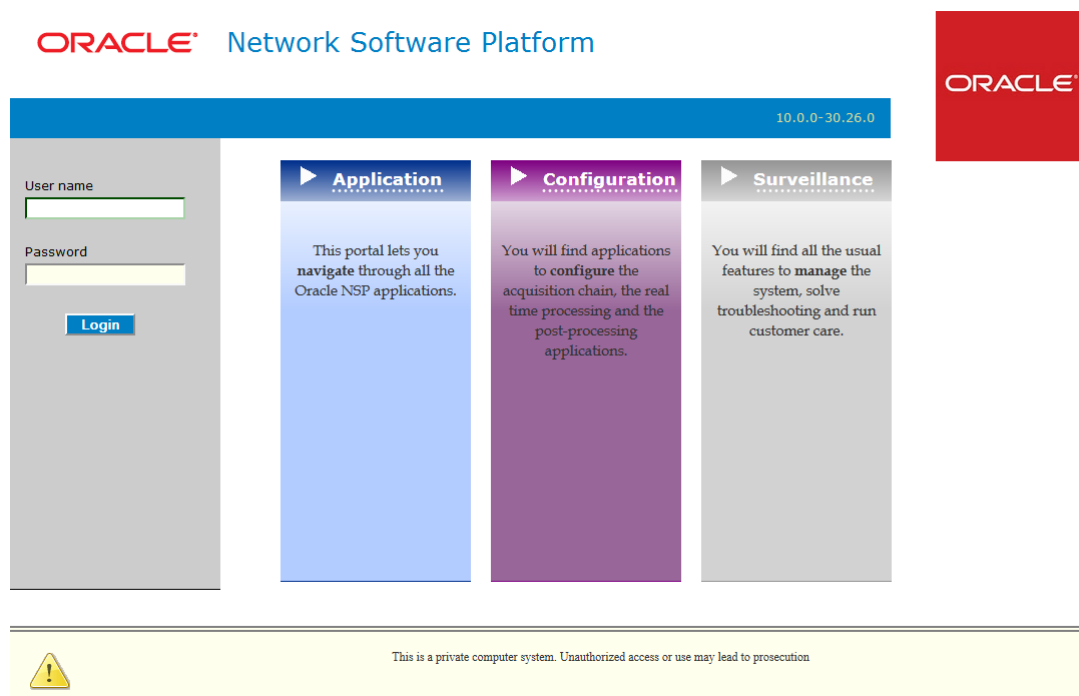 ORACLE® Network Software Platform
ORACLE®
10.0.0-30.26.0
User name
Password
Login
Application
This portal lets you
navigate through all the
Oracle NSP applications.
Configuration
You will find applications
to configure the
acquisition chain, the real
time processing and the
post-processing
applications.
Surveillance
You will find all the usual
features to manage the
system, solve
troubleshooting and run
customer care.
This is a private computer system. Unauthorized access or use may lead to prosecution